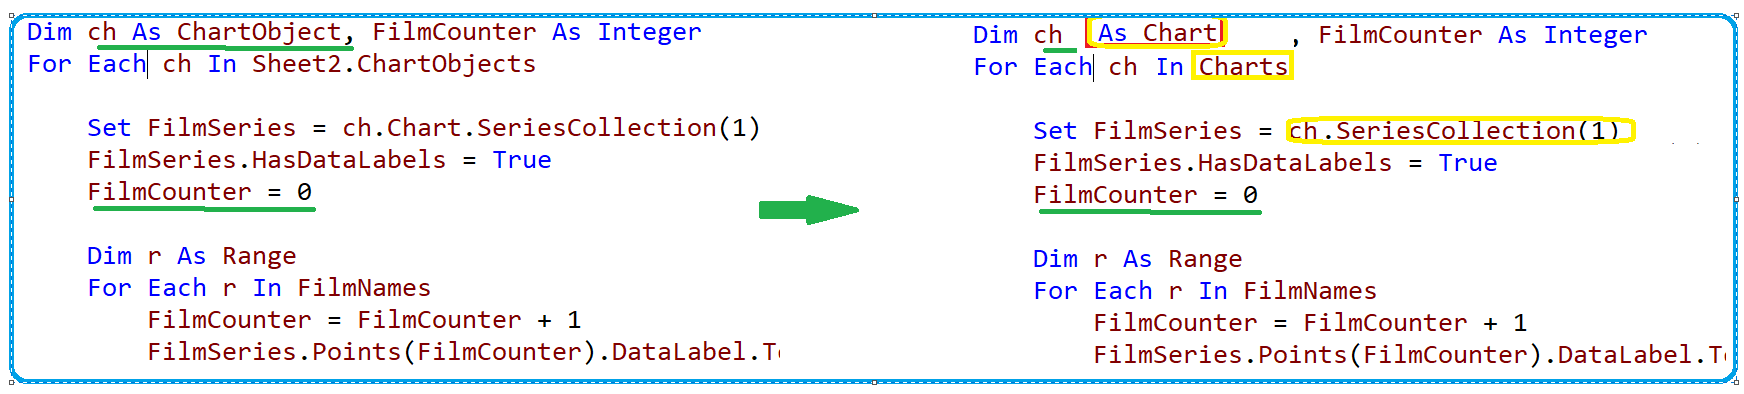 Dim ch As ChartObject, FilmCounter As Integer
For Each ch In Sheet2.ChartObjects
Set FilmSeries = ch.Chart.SeriesCollection(1)
FilmSeries.HasDataLabels = True
FilmCounter = 0
Dim r As Range
For Each r In FilmNames
FilmCounter = FilmCounter + 1
FilmSeries.Points(FilmCounter).DataLabel.
Dim ch As Chart , FilmCounter As Integer
For Each ch In Charts
Set FilmSeries = ch.SeriesCollection(1)
FilmSeries.HasDataLabels = True
FilmCounter = 0
Dim r As Range
For Each r In FilmNames
FilmCounter = FilmCounter + 1
FilmSeries.Points(FilmCounter).DataLabel.